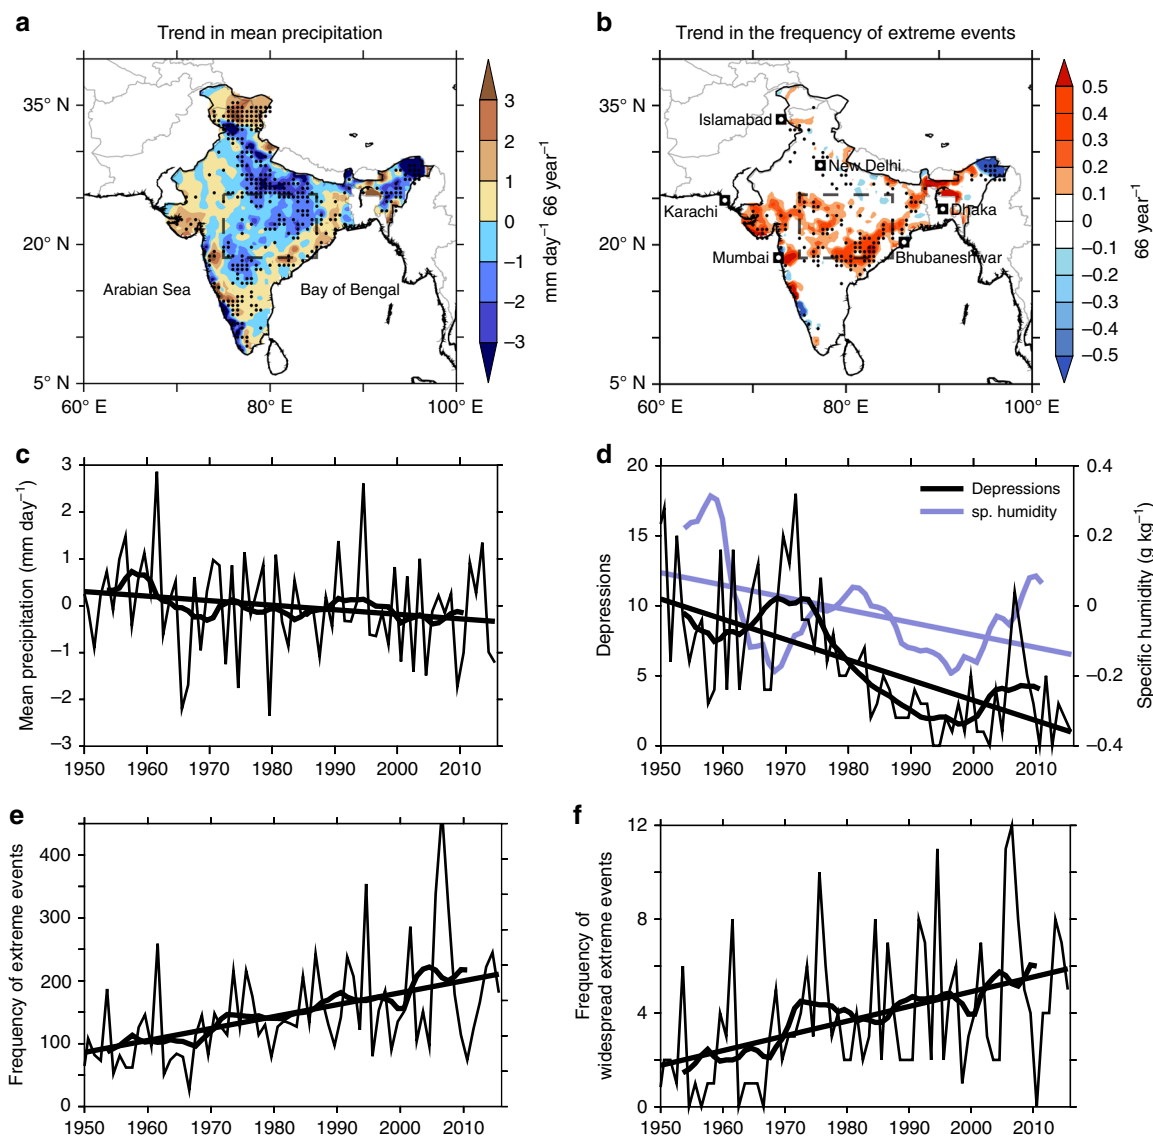 a
Trend in mean precipitation
35° N
20° N
5° N
60° E
80° E
100° E
Arabian Sea
Bay of Bengal
3
2
1
0
−1
−2
−3
mm day−1 66 year−1
b
Trend in the frequency of extreme events
35° N
20° N
5° N
60° E
80° E
100° E
Islamabad
New Delhi
Karachi
Dhaka
Mumbai
Bhubaneshwar
0.5
0.4
0.3
0.2
0.1
0
−0.1
−0.2
−0.3
−0.4
−0.5
66 year−1
c
Mean precipitation (mm day−1)
3
2
1
0
−1
−2
−3
1950 1960 1970 1980 1990 2000 2010
d
Depressions
20
15
10
5
0
Depressions
sp. humidity
0.4
0.2
0
−0.2
−0.4
Specific humidity (g kg−1)
1950 1960 1970 1980 1990 2000 2010
e
Frequency of extreme events
400
300
200
100
0
1950 1960 1970 1980 1990 2000 2010
f
Frequency of
widespread extreme events
12
8
4
0
1950 1960 1970 1980 1990 2000 2010